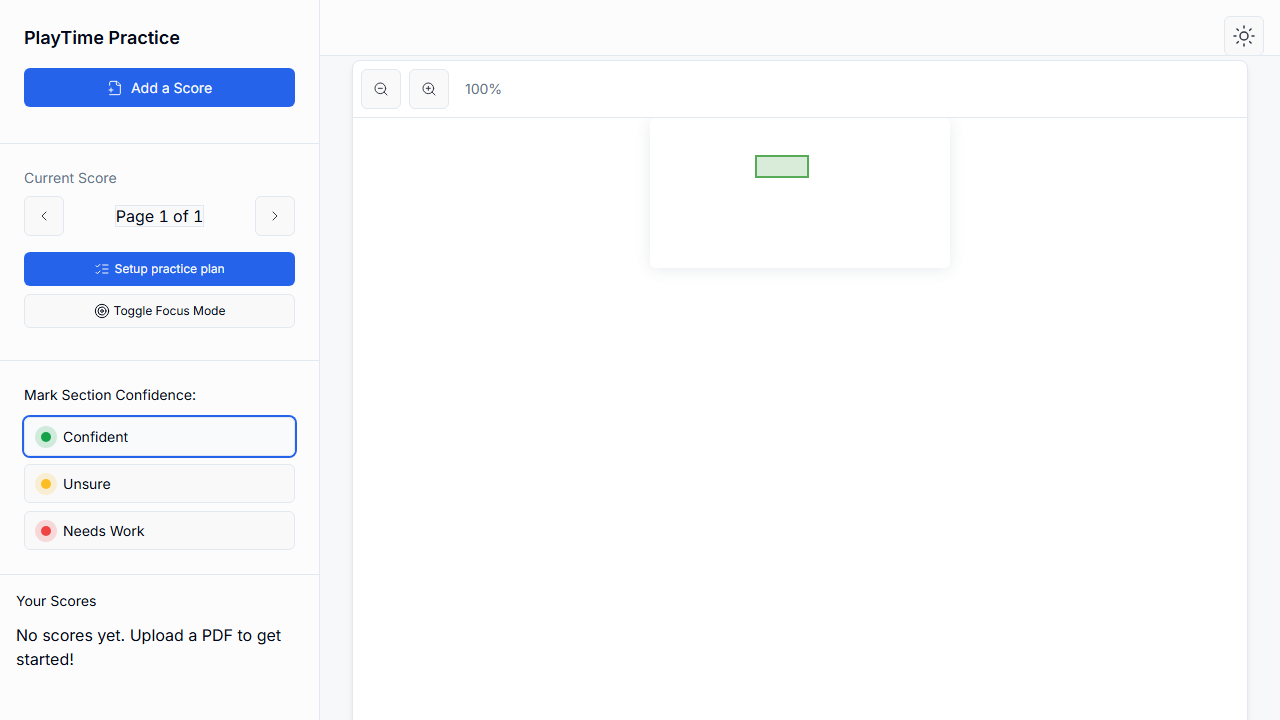 PlayTime Practice
Add a Score
Current Score
Page 1 of 1
Setup practice plan
Toggle Focus Mode
Mark Section Confidence:
Confident
Unsure
Needs Work
Your Scores
No scores yet. Upload a PDF to get
started!
100%